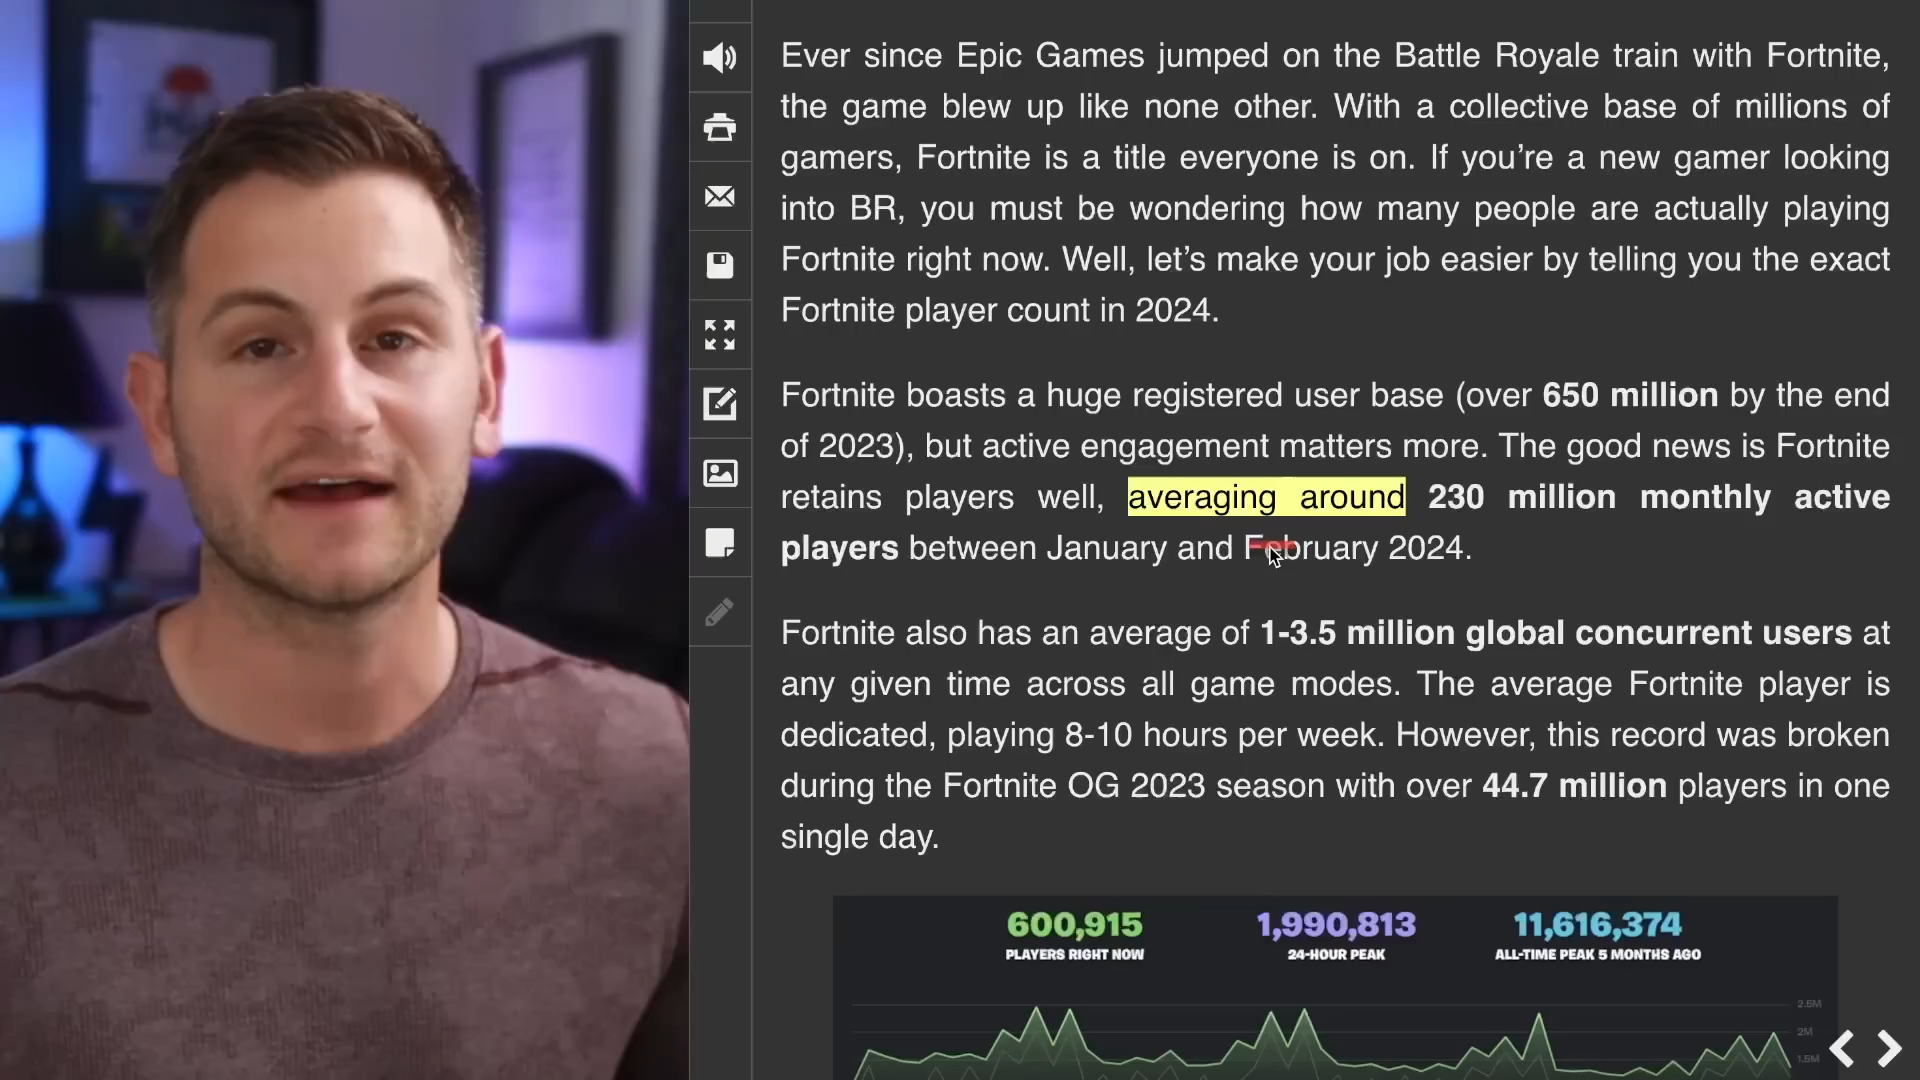 Ever since Epic Games jumped on the Battle Royale train with Fortnite,
the game blew up like none other. With a collective base of millions of
gamers, Fortnite is a title everyone is on. If you’re a new gamer looking
into BR, you must be wondering how many people are actually playing
Fortnite right now. Well, let’s make your job easier by telling you the exact
Fortnite player count in 2024.
Fortnite boasts a huge registered user base (over 650 million by the end
of 2023), but active engagement matters more. The good news is Fortnite
retains players well, averaging around 230 million monthly active
players between January and February 2024.
Fortnite also has an average of 1-3.5 million global concurrent users at
any given time across all game modes. The average Fortnite player is
dedicated, playing 8-10 hours per week. However, this record was broken
during the Fortnite OG 2023 season with over 44.7 million players in one
single day.
600,915 1,990,813 11,616,374
PLAYERS RIGHT NOW 24-HOUR PEAK ALL-TIME PEAK 5 MONTHS AGO
2.5M
2M
1.5M